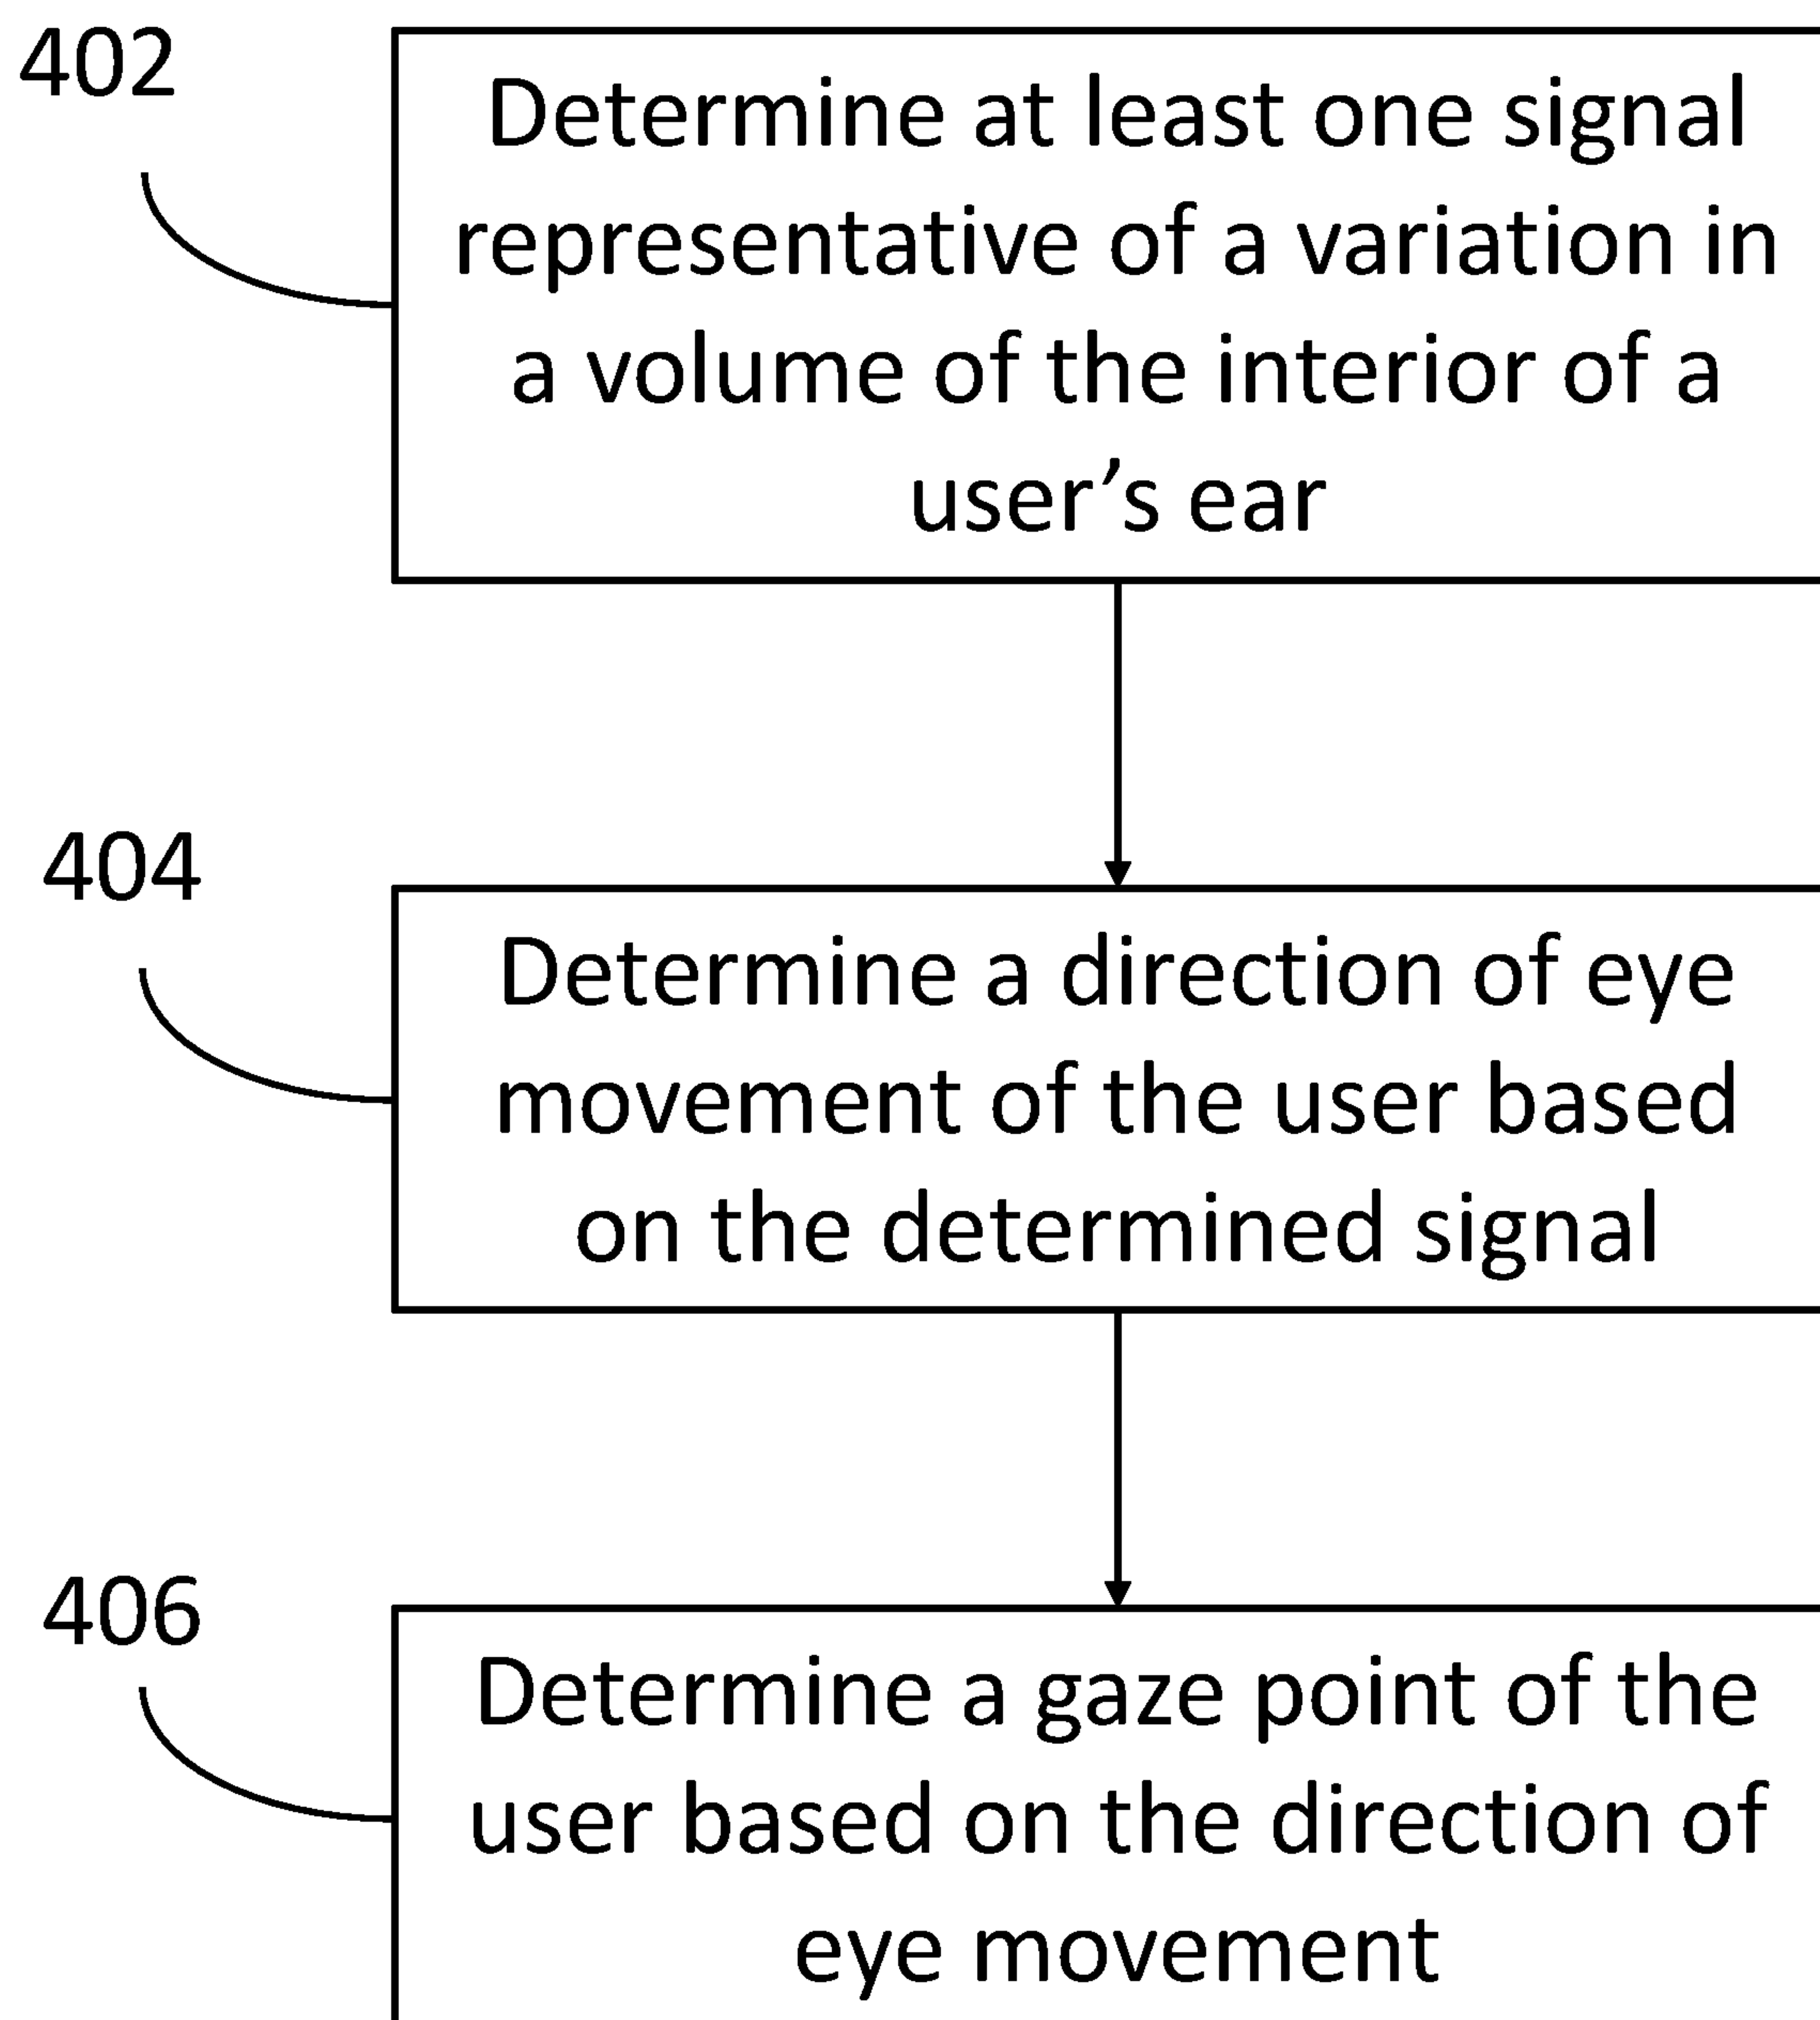 402
Determine at least one signal
representative of a variation in
a volume of the interior of a
user’s ear
404
Determine a direction of eye
movement of the user based
on the determined signal
406
Determine a gaze point of the
user based on the direction of
eye movement